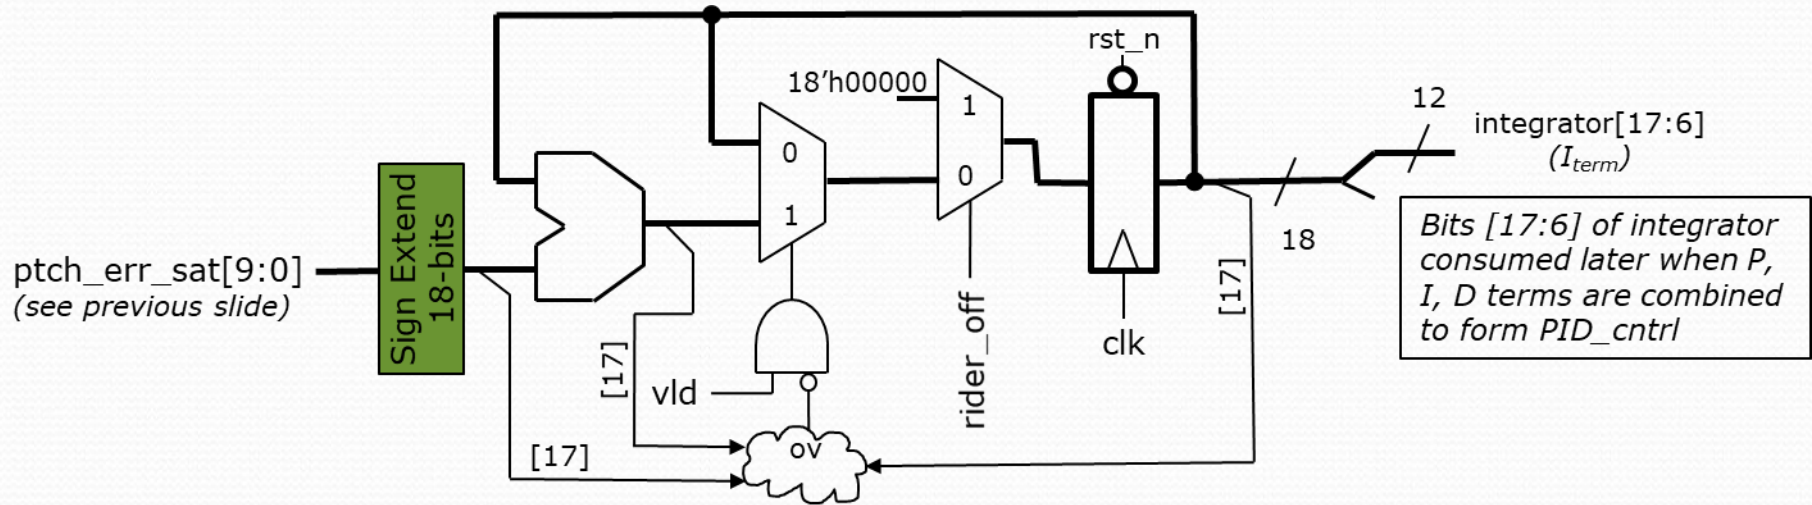 rst_n
18'h00000
1
0
0
1
12
integrator[17:6]
(I_term)
18
Sign Extend
18-bits
ptch_err_sat[9:0]
(see previous slide)
Bits [17:6] of integrator
consumed later when P,
I, D terms are combined
to form PID_cntrl
[17]
clk
rider_off
[17]
vld
ov
[17]